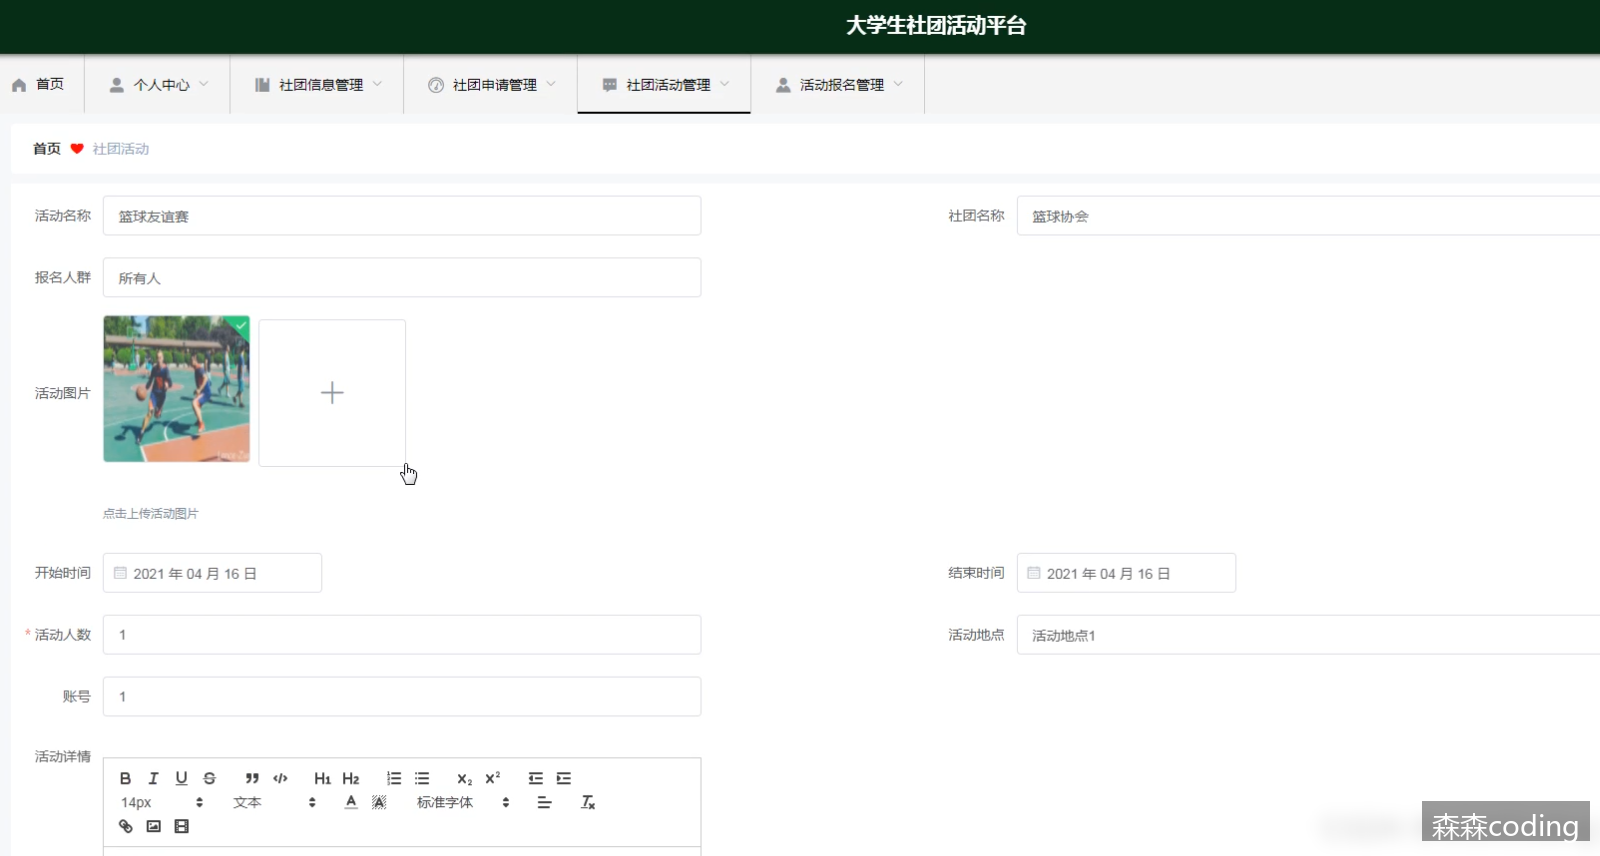 大学生社团活动平台
首页 个人中心 社团信息管理 社团申请管理 社团活动管理 活动报名管理
首页 社团活动
活动名称 篮球友谊赛 社团名称 篮球协会
报名人群 所有人
活动图片
点击上传活动图片
开始时间 2021 年 04 月 16 日 结束时间 2021 年 04 月 16 日
* 活动人数 1 活动地点 活动地点1
账号 1
活动详情
B I U S ” </> H1 H2 X2 X2
14px 文本 A A 标准字体 Tx
森森coding